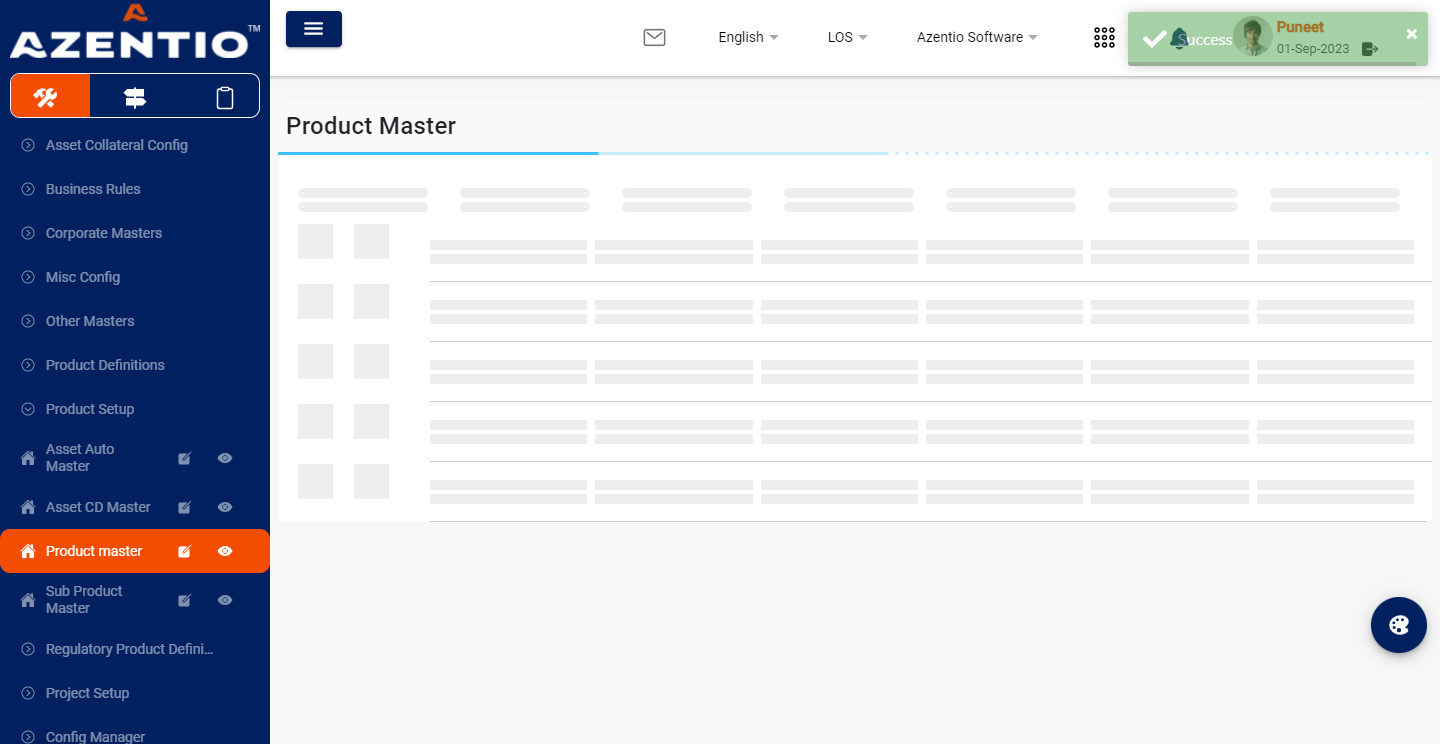 AZENTIO™
English
LOS
Azentio Software
Success
Puneet
01-Sep-2023
Product Master
Asset Collateral Config
Business Rules
Corporate Masters
Misc Config
Other Masters
Product Definitions
Product Setup
Asset Auto
Master
Asset CD Master
Product master
Sub Product
Master
Regulatory Product Defini...
Project Setup
Config Manager